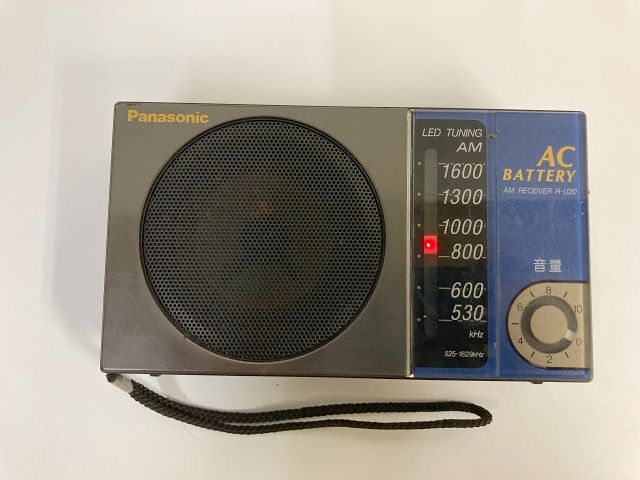 Panasonic
LED TUNING
AM
1600
1300
1000
800
600
530
kHz
525-1629kHz
AC
BATTERY
AM RECEIVER R-U20
音量
8
6
10
4
0
2